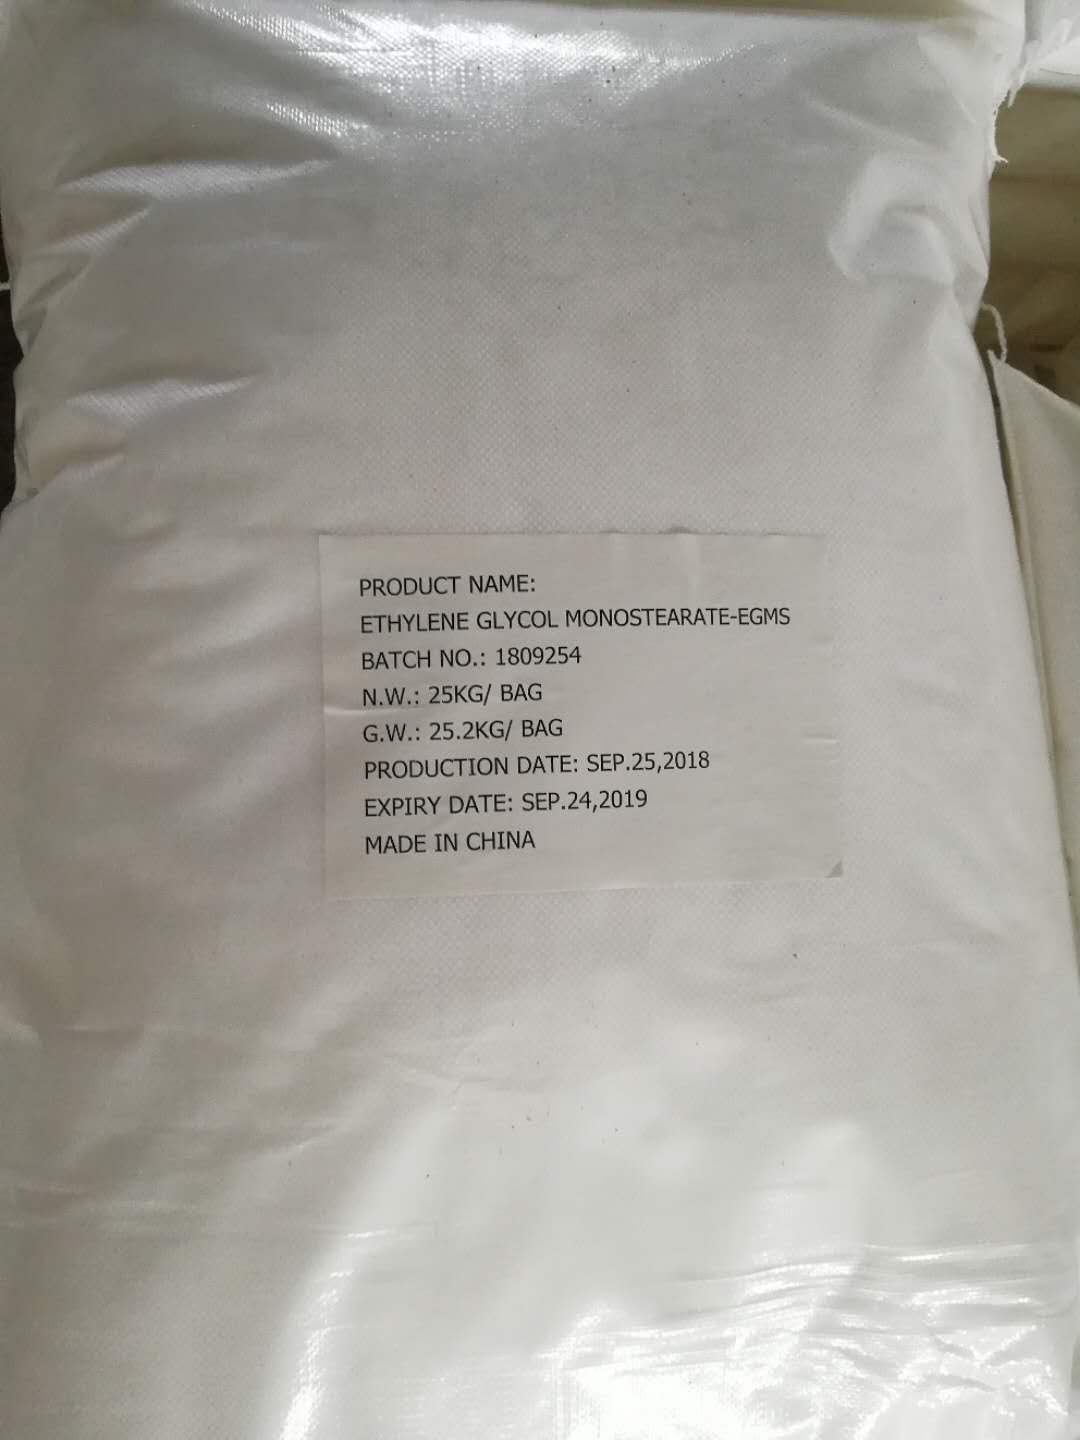 PRODUCT NAME:
ETHYLENE GLYCOL MONOSTEARATE-EGMS
BATCH NO.: 1809254
N.W.: 25KG/ BAG
G.W.: 25.2KG/ BAG
PRODUCTION DATE: SEP.25,2018
EXPIRY DATE: SEP.24,2019
MADE IN CHINA